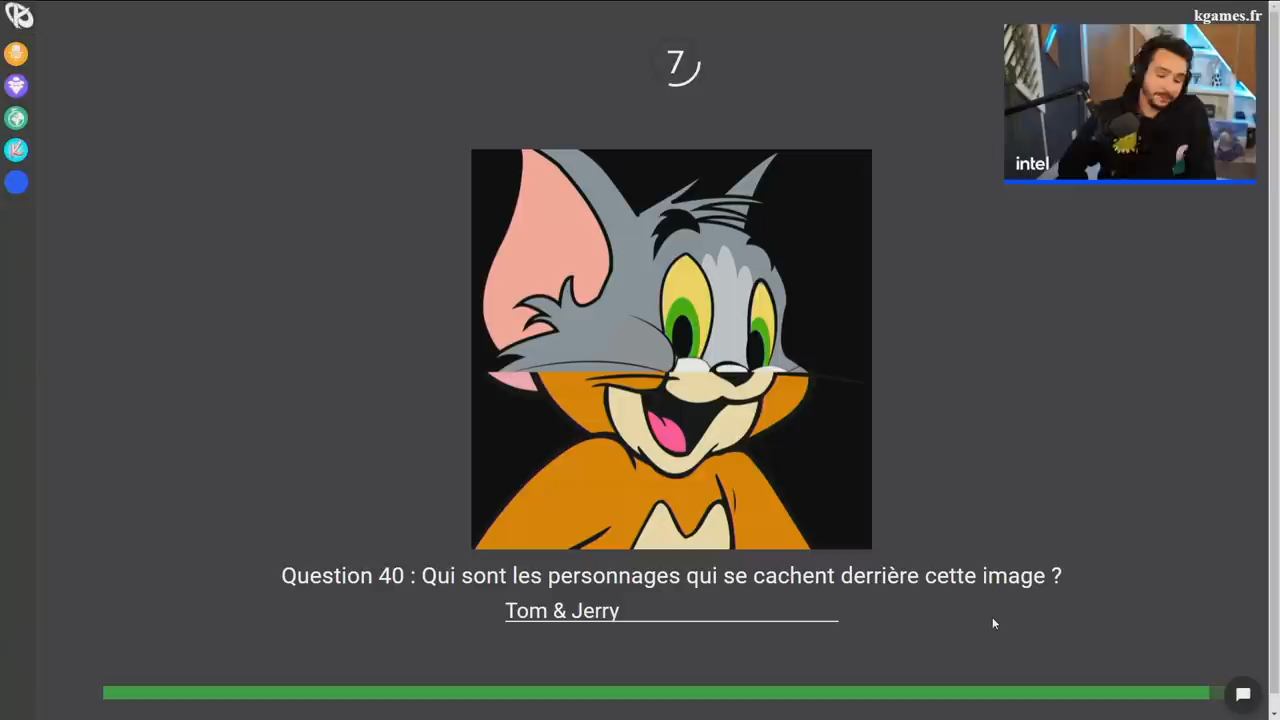 kgames.fr
7
intel
Question 40 : Qui sont les personnages qui se cachent derrière cette image ?
Tom & Jerry